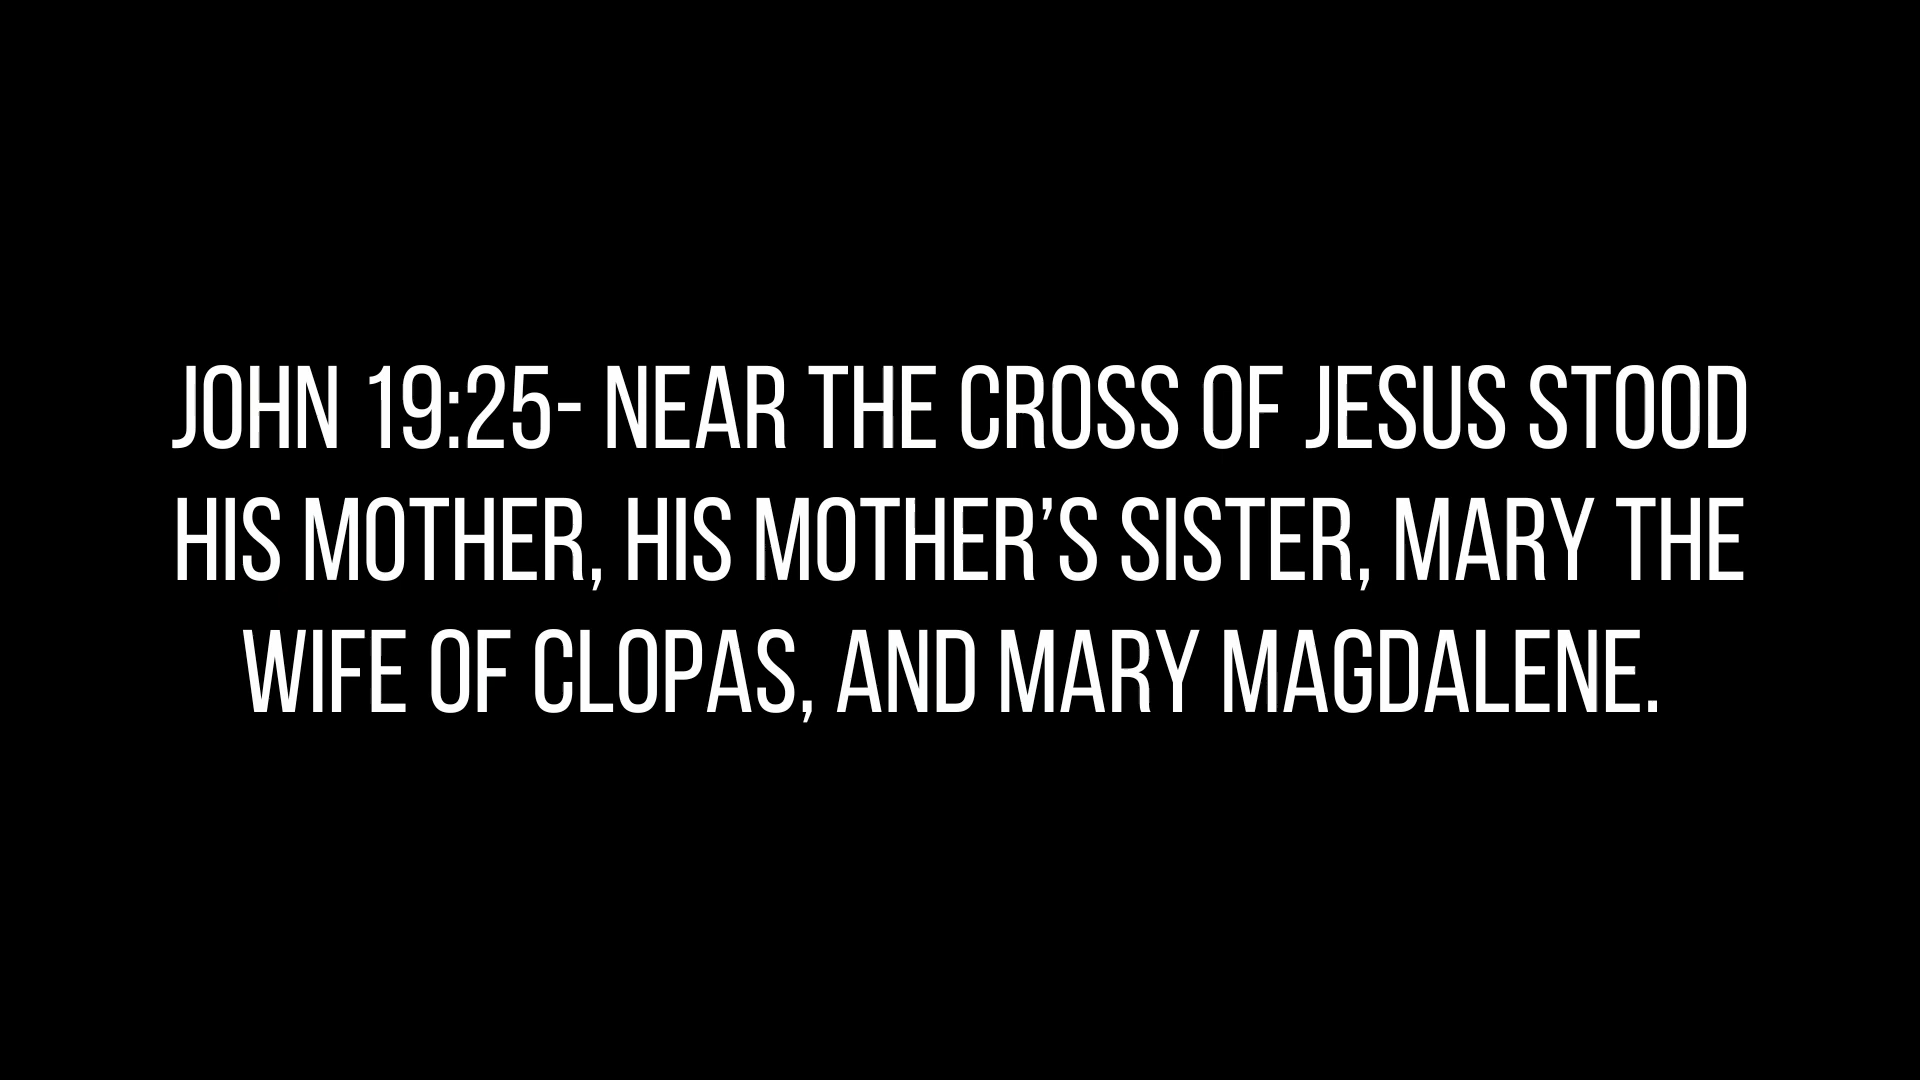 JOHN 19:25- NEAR THE CROSS OF JESUS STOOD
HIS MOTHER, HIS MOTHER’S SISTER, MARY THE
WIFE OF CLOPAS, AND MARY MAGDALENE.